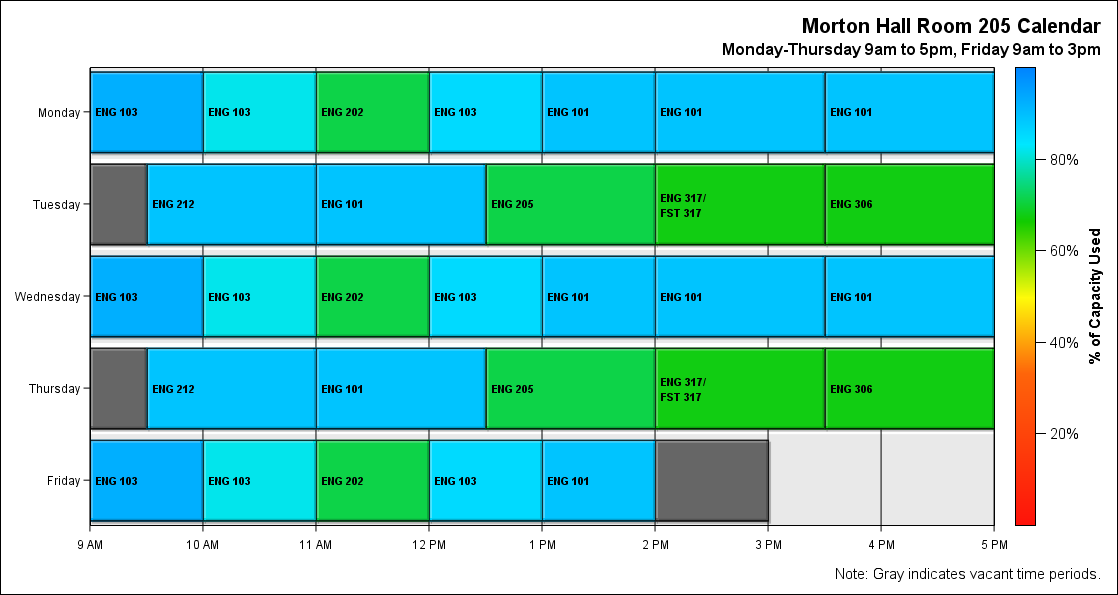 Morton Hall Room 205 Calendar
Monday-Thursday 9am to 5pm, Friday 9am to 3pm
Monday
ENG 103
ENG 103
ENG 202
ENG 103
ENG 101
ENG 101
ENG 101
Tuesday
ENG 212
ENG 101
ENG 205
ENG 317/
FST 317
ENG 306
Wednesday
ENG 103
ENG 103
ENG 202
ENG 103
ENG 101
ENG 101
ENG 101
Thursday
ENG 212
ENG 101
ENG 205
ENG 317/
FST 317
ENG 306
Friday
ENG 103
ENG 103
ENG 202
ENG 103
ENG 101
9 AM
10 AM
11 AM
12 PM
1 PM
2 PM
3 PM
4 PM
5 PM
80%
60%
40%
20%
% of Capacity Used
Note: Gray indicates vacant time periods.